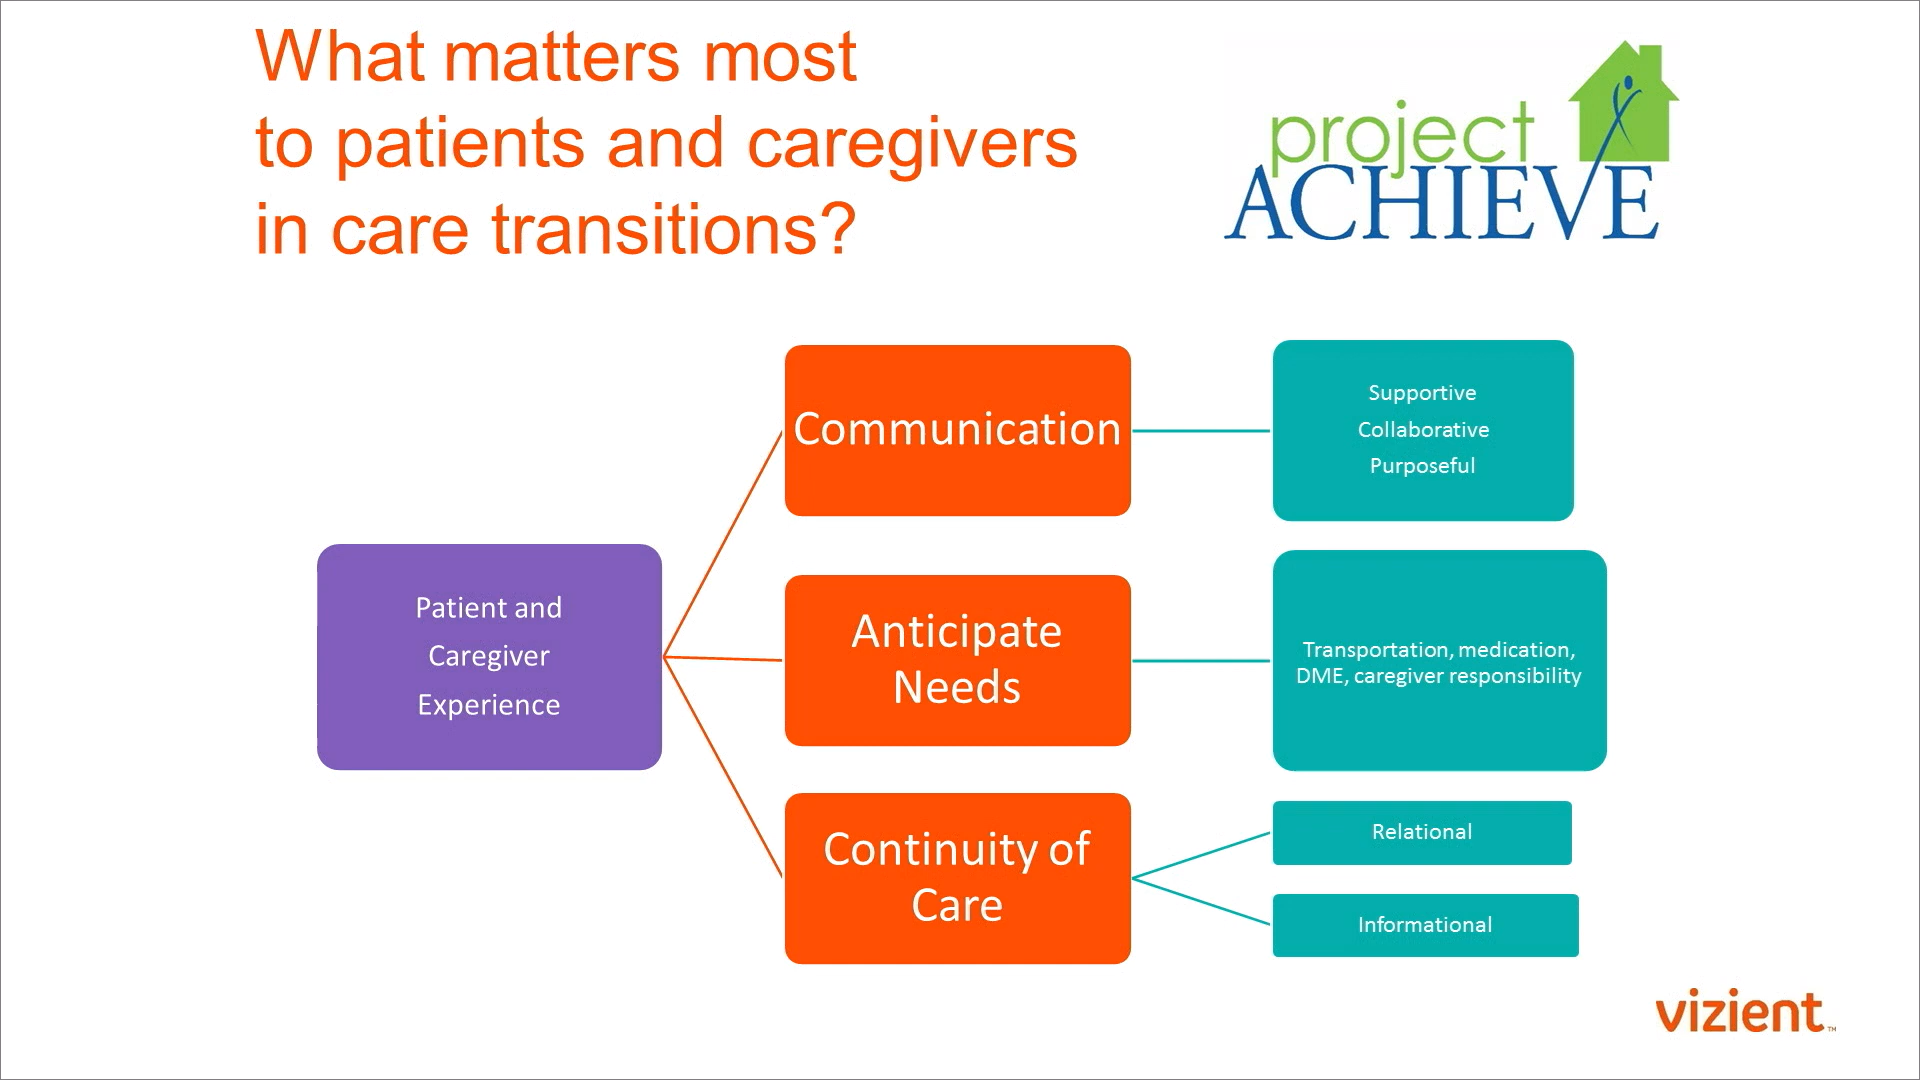 What matters most
to patients and caregivers
in care transitions?
project
ACHIEVE
Patient and
Caregiver
Experience
Communication
Supportive
Collaborative
Purposeful
Anticipate
Needs
Transportation, medication,
DME, caregiver responsibility
Continuity of
Care
Relational
Informational
vizient™